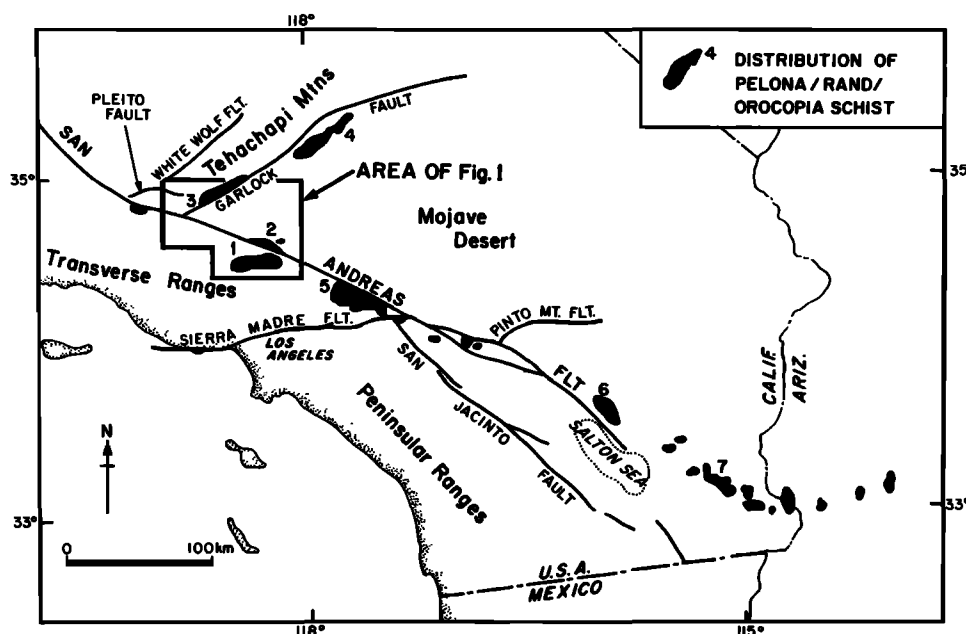 118°
4
DISTRIBUTION OF
PELONA/RAND/
OROCOPIA SCHIST
PLEITO
FAULT
WHITE WOLF FLT.
Tehachapi Mtns
FAULT
4
SAN
35°
35°
3
GARLOCK
AREA OF Fig. 1
Mojave
Desert
2
1
Transverse Ranges
ANDREAS
5
SIERRA MADRE FLT.
LOS
ANGELES
PINTO MT. FLT.
SAN
JACINTO
FAULT
FLT
6
CALIF
ARIZ.
Peninsular Ranges
SALTON SEA
7
N
33°
33°
0
100km
U.S.A.
MEXICO
118°
115°